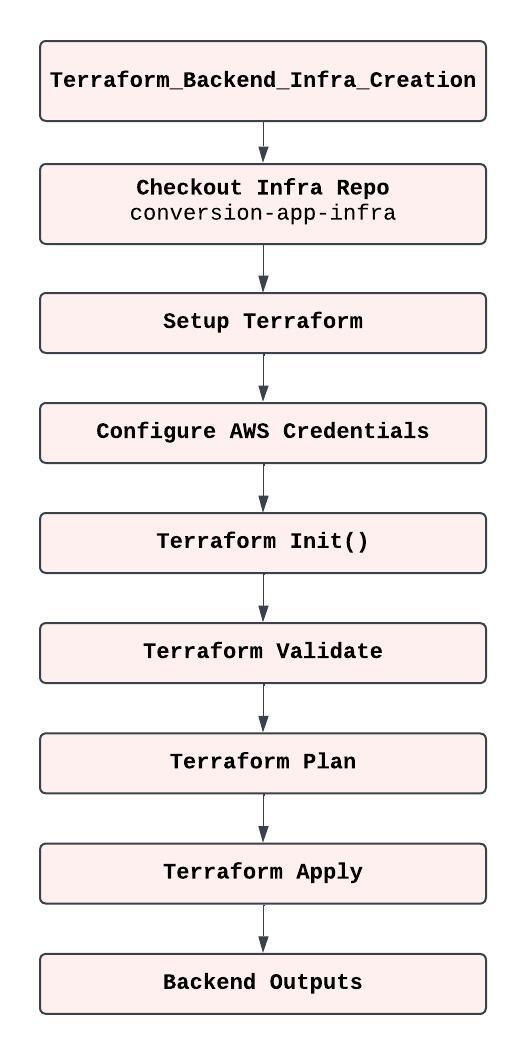 Terraform_Backend_Infra_Creation
Checkout Infra Repo
conversion-app-infra
Setup Terraform
Configure AWS Credentials
Terraform Init()
Terraform Validate
Terraform Plan
Terraform Apply
Backend Outputs